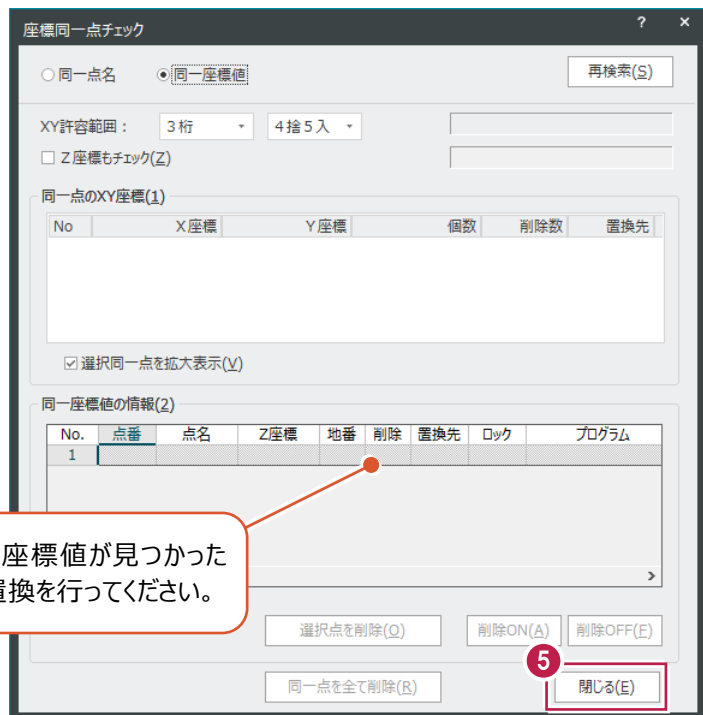 座標同一点チェック ? ×
同一点名 同一座標値 再検索(S)
XY許容範囲： 3桁 4捨5入
Z座標もチェック(Z)
同一点のXY座標(1)
No X座標 Y座標 個数 削除数 置換先
選択同一点を拡大表示(V)
同一座標値の情報(2)
No. 点番 点名 Z座標 地番 削除 置換先 ロック プログラム
1
座標値が見つかった
置換を行ってください。
選択点を削除(O) 削除ON(A) 削除OFF(F)
5
同一点を全て削除(R) 閉じる(E)